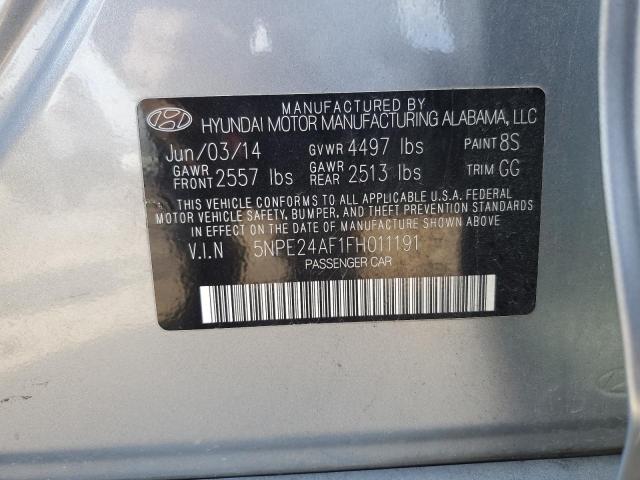 MANUFACTURED BY
HYUNDAI MOTOR MANUFACTURING ALABAMA, LLC
Jun/03/14 GVWR 4497 lbs PAINT 8S
GAWR FRONT 2557 lbs GAWR REAR 2513 lbs TRIM GG
THIS VEHICLE CONFORMS TO ALL APPLICABLE U.S.A. FEDERAL
MOTOR VEHICLE SAFETY, BUMPER, AND THEFT PREVENTION STANDARDS
IN EFFECT ON THE DATE OF MANUFACTURE SHOWN ABOVE
V.I.N 5NPE24AF1FH011191
PASSENGER CAR